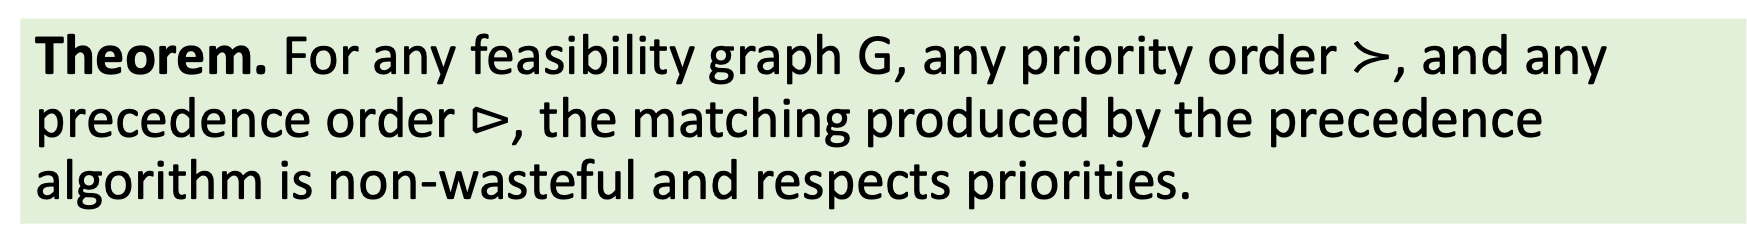 Theorem. For any feasibility graph G, any priority order ≻, and any
precedence order ⊳, the matching produced by the precedence
algorithm is non-wasteful and respects priorities.